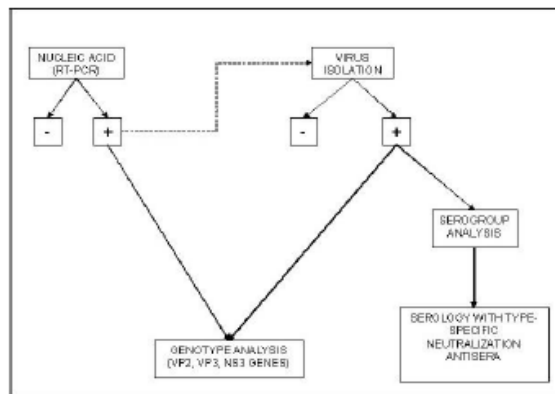 NUCLEIC ACID
(RT-PCR)
VIRUS
ISOLATION
-
+
-
+
SEROGROUP
ANALYSIS
SEROLOGY WITH TYPE-
SPECIFIC
NEUTRALIZATION
ANTISERA
GENOTYPE ANALYSIS
(VP2, VP3, NS3 GENES)